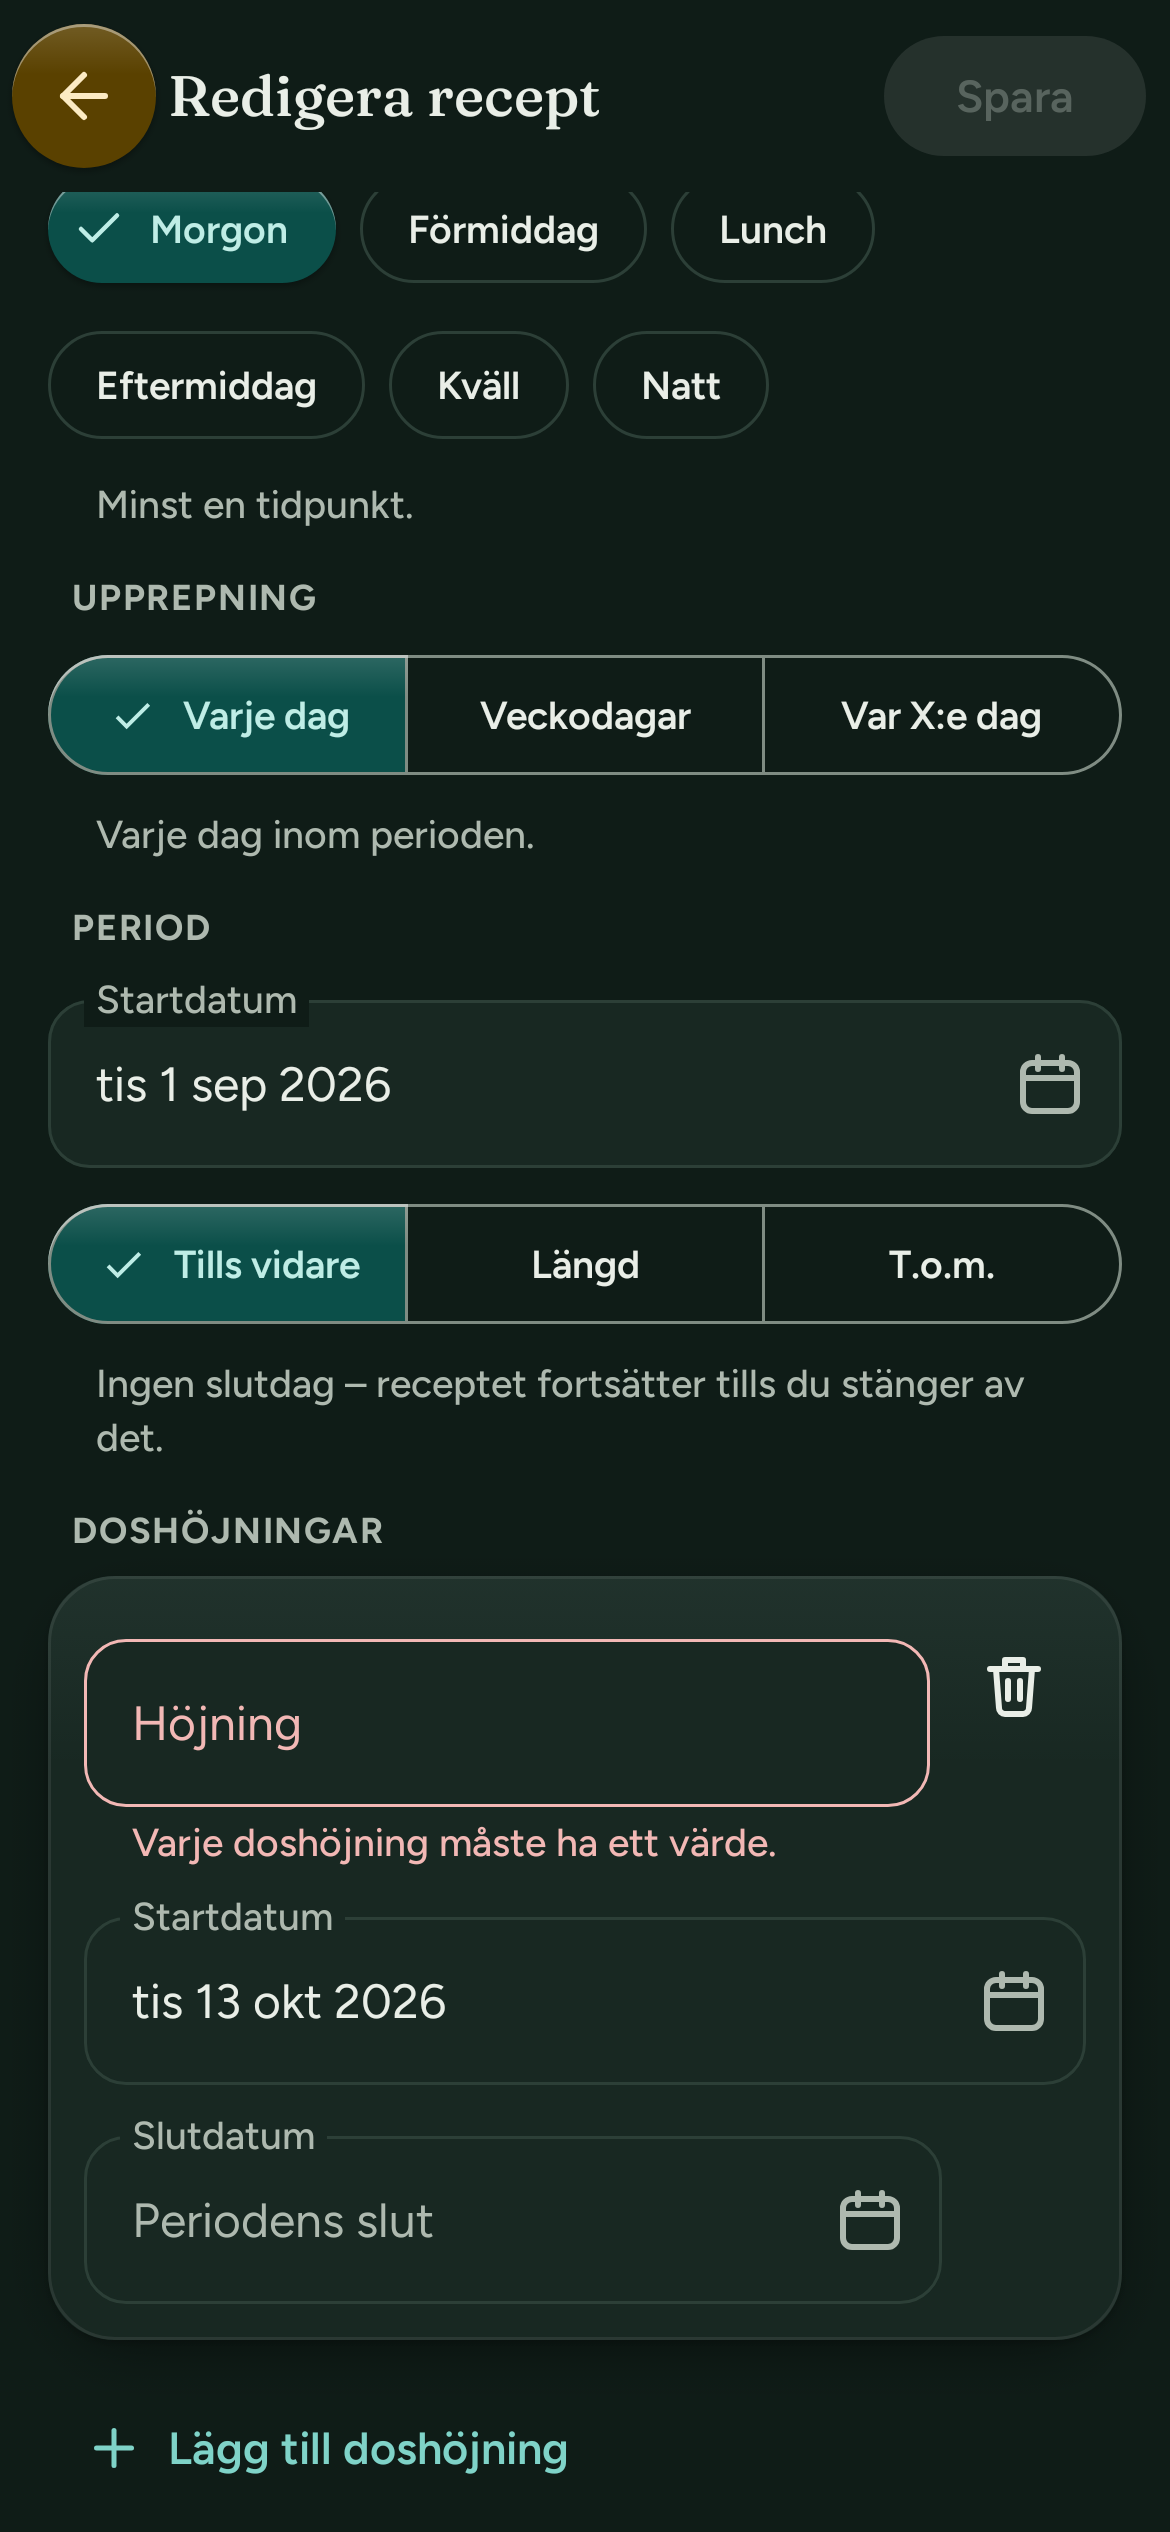 Redigera recept
Spara
Morgon
Förmiddag
Lunch
Eftermiddag
Kväll
Natt
Minst en tidpunkt.
UPPREPNING
Varje dag
Veckodagar
Var X:e dag
Varje dag inom perioden.
PERIOD
Startdatum
tis 1 sep 2026
Tills vidare
Längd
T.o.m.
Ingen slutdag – receptet fortsätter tills du stänger av
det.
DOSHÖJNINGAR
Höjning
Varje doshöjning måste ha ett värde.
Startdatum
tis 13 okt 2026
Slutdatum
Periodens slut
Lägg till doshöjning